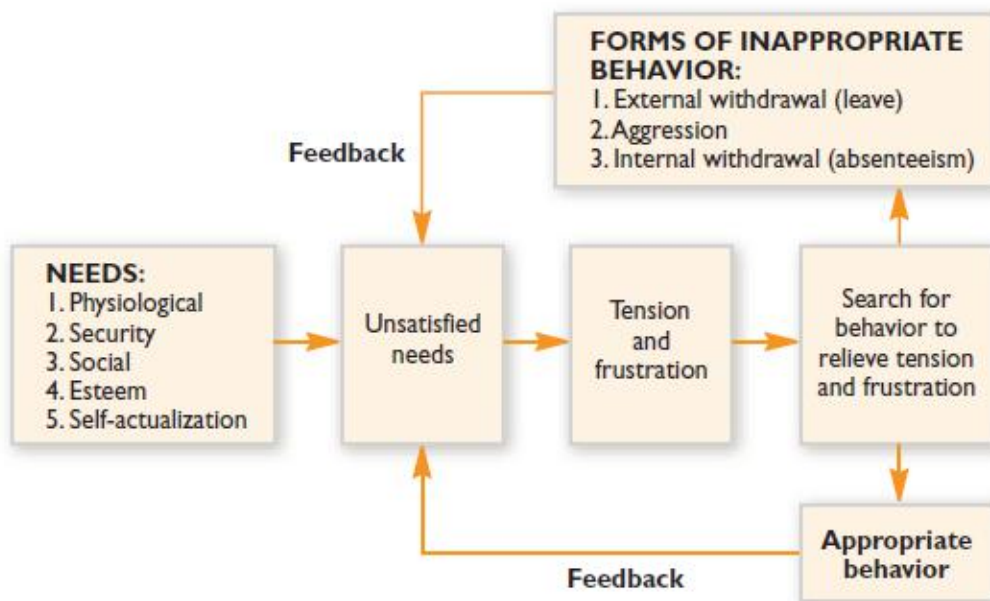 FORMS OF INAPPROPRIATE
BEHAVIOR:
1. External withdrawal (leave)
2. Aggression
3. Internal withdrawal (absenteeism)
Feedback
NEEDS:
1. Physiological
2. Security
3. Social
4. Esteem
5. Self-actualization
Unsatisfied
needs
Tension
and
frustration
Search for
behavior to
relieve tension
and frustration
Appropriate
behavior
Feedback